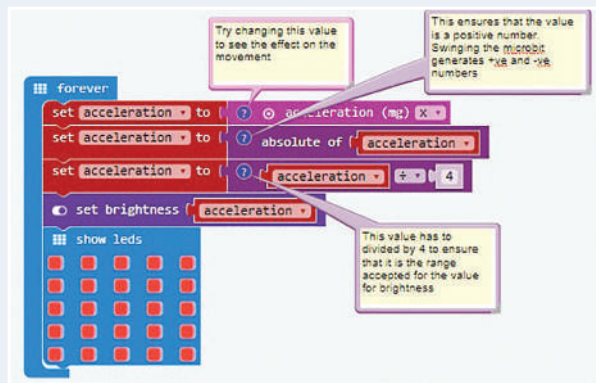 Try changing this value
to see the effect on the
movement
This ensures that the value
is a positive number.
Swinging the microbit
generates +ve and -ve
numbers
forever
set acceleration to ? acceleration (mg) x
set acceleration to ? absolute of acceleration
set acceleration to ? acceleration ÷ 4
set brightness acceleration
show leds
This value has to
divided by 4 to ensure
that it is the range
accepted for the value
for brightness